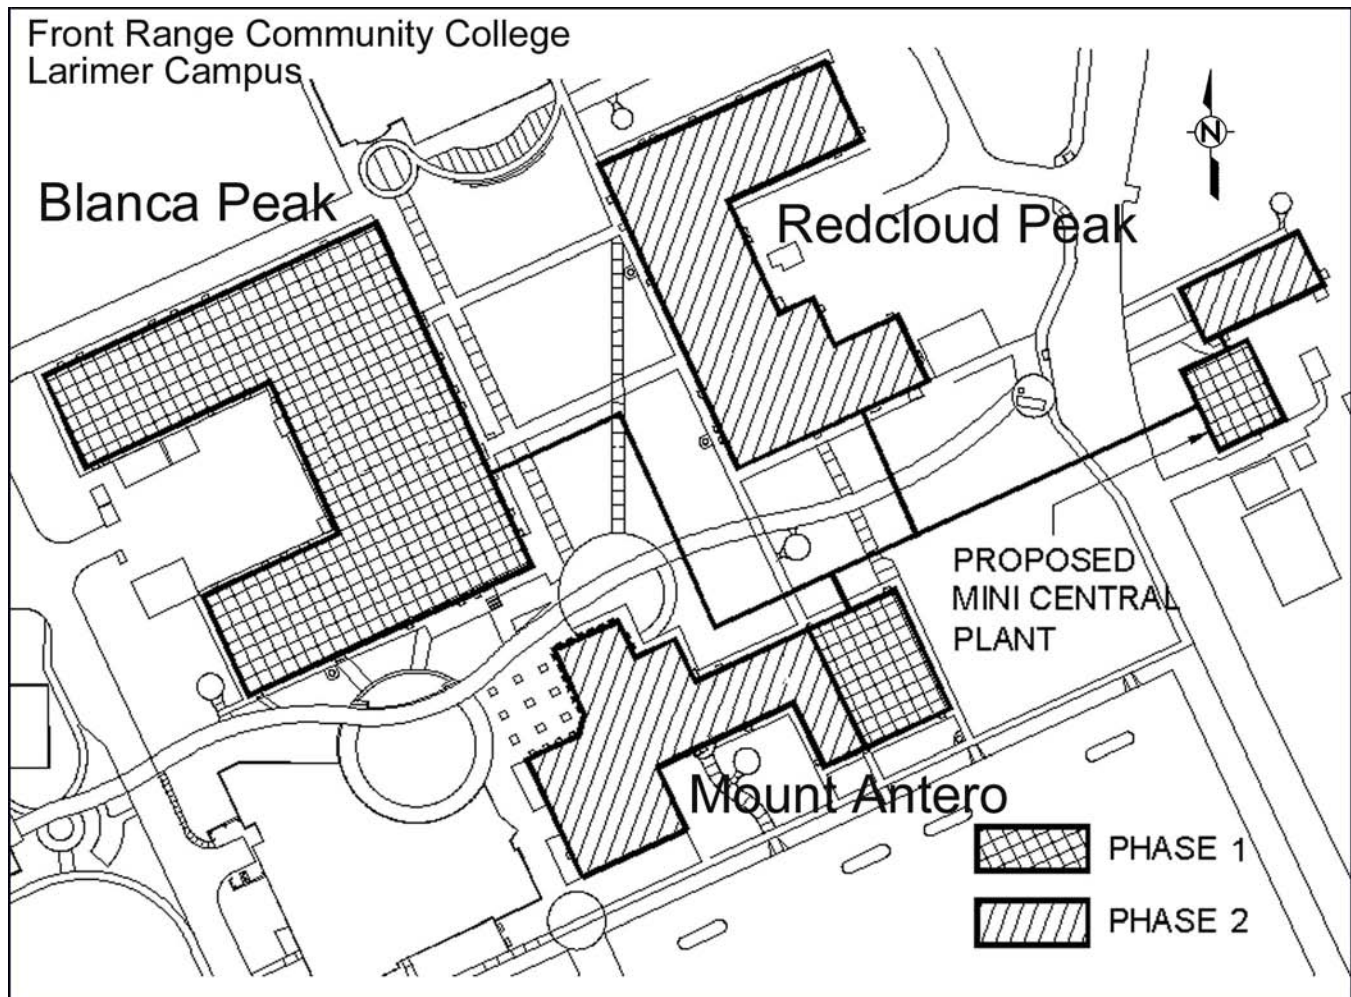 Front Range Community College
Larimer Campus
N
Blanca Peak
Redcloud Peak
PROPOSED
MINI CENTRAL
PLANT
Mount Antero
PHASE 1
PHASE 2